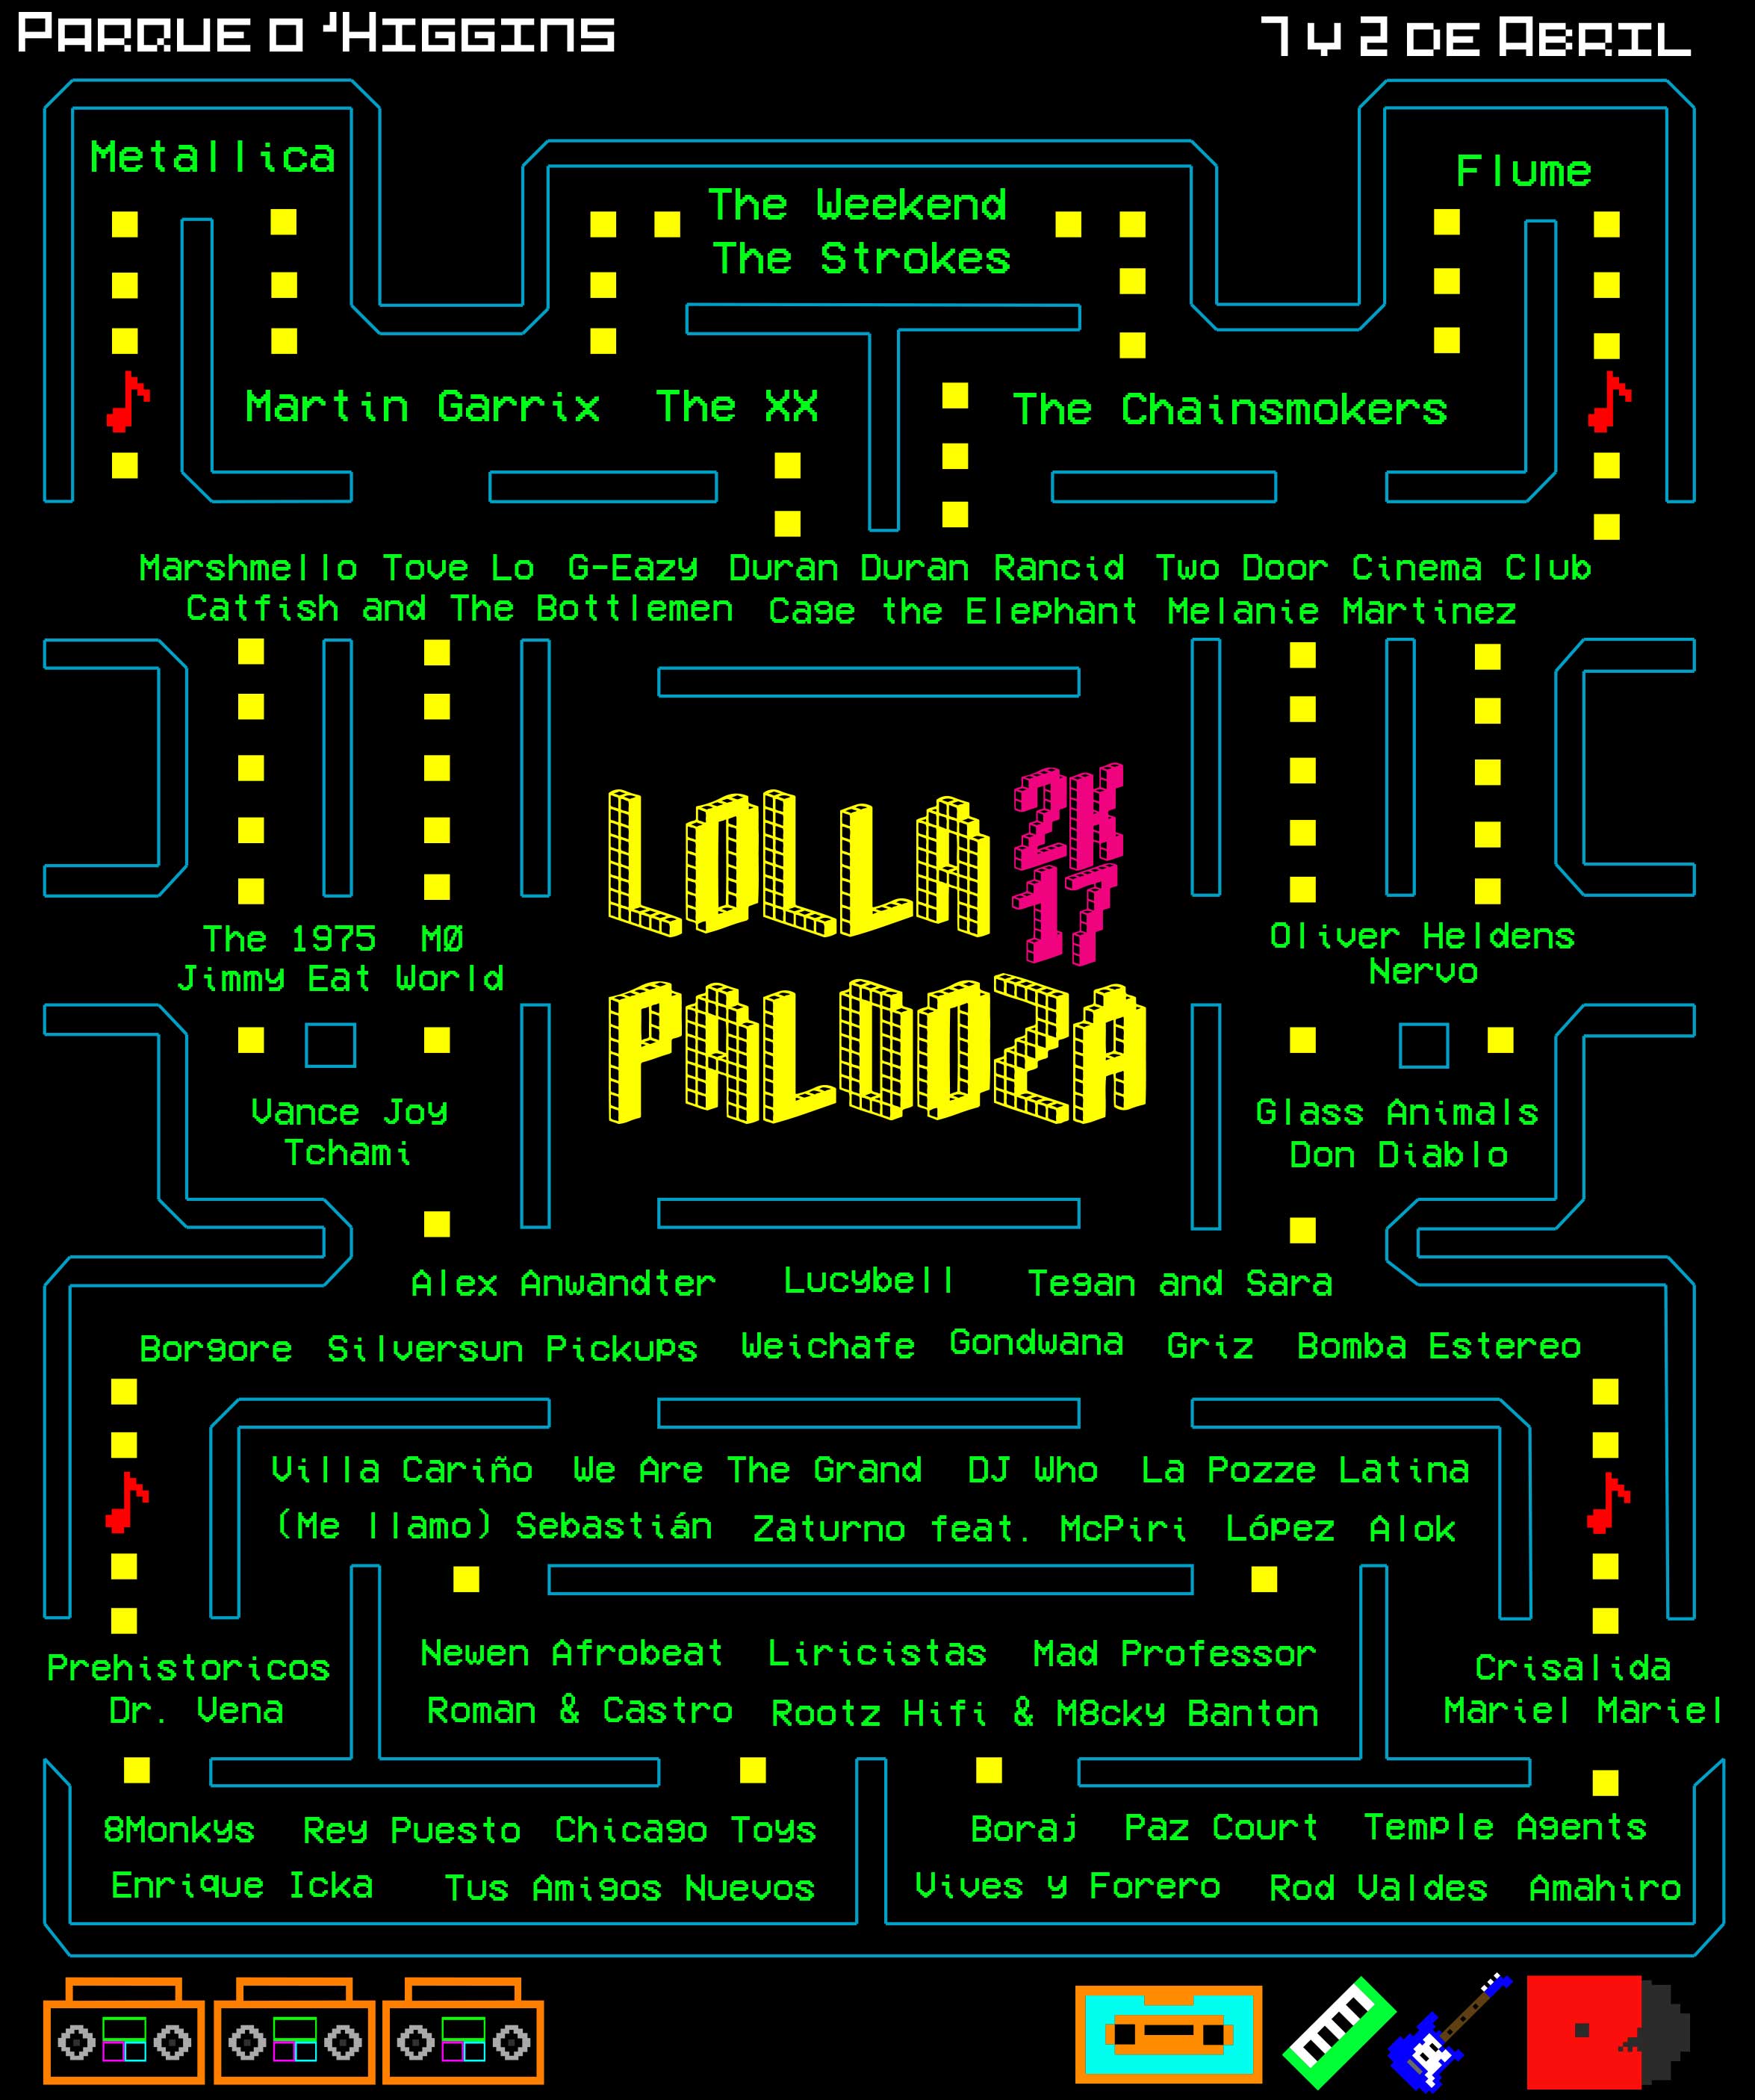 Parque O'Higgins
1 y 2 de Abril
Metallica
Flume
The Weekend
The Strokes
Martin Garrix The XX The Chainsmokers
Marshmello Tove Lo G-Eazy Duran Duran Rancid Two Door Cinema Club
Catfish and The Bottlemen Cage the Elephant Melanie Martinez
LOLLA 2K
17
PALOOZA
The 1975 MØ
Jimmy Eat World
Oliver Heldens
Nervo
Vance Joy
Tchami
Glass Animals
Don Diablo
Alex Anwandter Lucybell Tegan and Sara
Borgore Silversun Pickups Weichafe Gondwana Griz Bomba Estereo
Villa Cariño We Are The Grand DJ Who La Pozze Latina
(Me llamo) Sebastián Zaturno feat. McPiri López Alok
Prehistoricos
Dr. Vena
Newen Afrobeat Liricistas Mad Professor
Roman & Castro Rootz Hifi & M8cky Banton
Crisalida
Mariel Mariel
8Monkys Rey Puesto Chicago Toys
Enrique Icka Tus Amigos Nuevos
Boraj Paz Court Temple Agents
Vives y Forero Rod Valdes Amahiro